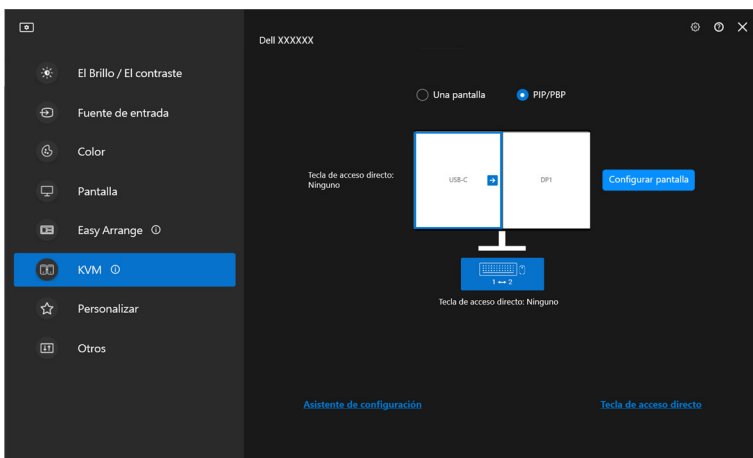 Dell XXXXXX
El Brillo / El contraste
Fuente de entrada
Color
Pantalla
Easy Arrange
KVM
Personalizar
Otros
Una pantalla
PIP/PBP
Tecla de acceso directo:
Ninguno
USB-C
DP1
Configurar pantalla
1 ↔ 2
Tecla de acceso directo: Ninguno
Asistente de configuración
Tecla de acceso directo